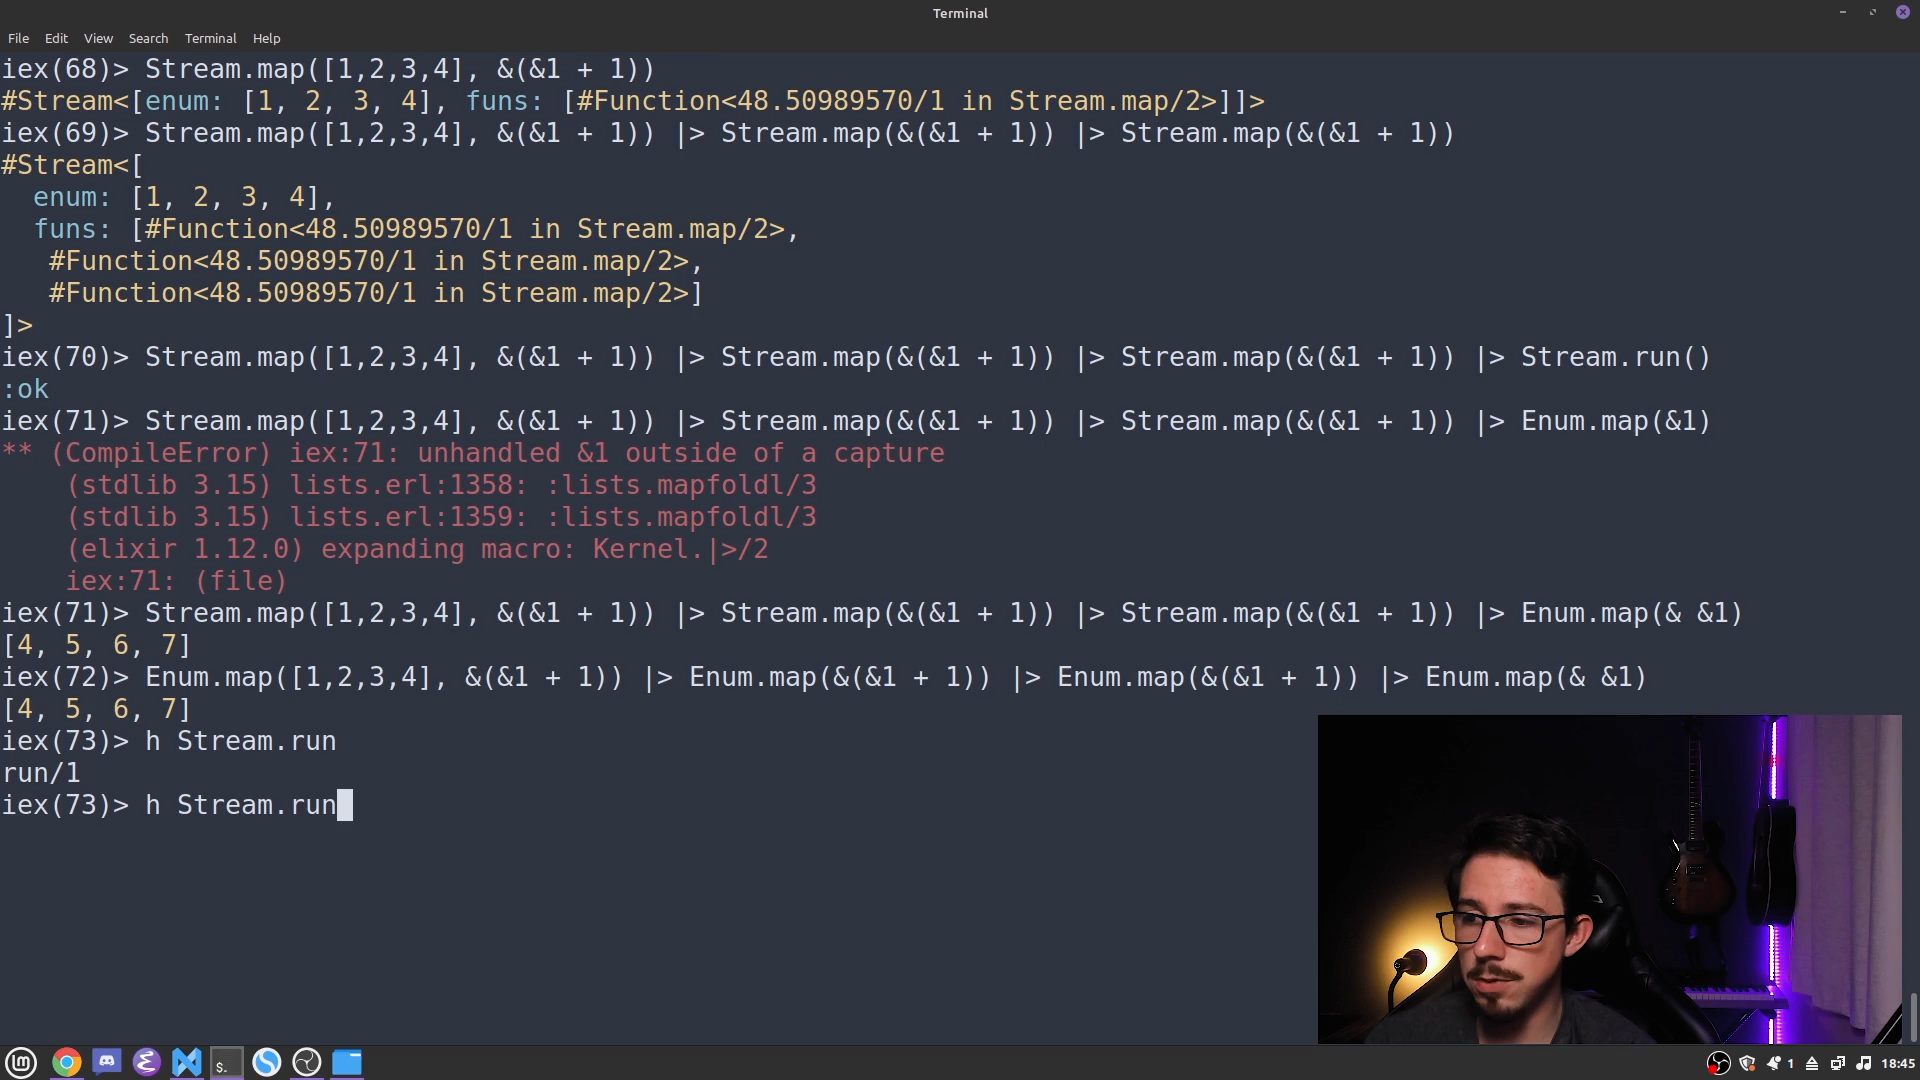 Terminal
File Edit View Search Terminal Help
iex(68)> Stream.map([1,2,3,4], &(&1 + 1))
#Stream<[enum: [1, 2, 3, 4], funs: [#Function<48.50989570/1 in Stream.map/2>]]>
iex(69)> Stream.map([1,2,3,4], &(&1 + 1)) |> Stream.map(&(&1 + 1)) |> Stream.map(&(&1 + 1))
#Stream<[
  enum: [1, 2, 3, 4],
  funs: [#Function<48.50989570/1 in Stream.map/2>,
   #Function<48.50989570/1 in Stream.map/2>,
   #Function<48.50989570/1 in Stream.map/2>]
]>
iex(70)> Stream.map([1,2,3,4], &(&1 + 1)) |> Stream.map(&(&1 + 1)) |> Stream.map(&(&1 + 1)) |> Stream.run()
:ok
iex(71)> Stream.map([1,2,3,4], &(&1 + 1)) |> Stream.map(&(&1 + 1)) |> Stream.map(&(&1 + 1)) |> Enum.map(&1)
** (CompileError) iex:71: unhandled &1 outside of a capture
    (stdlib 3.15) lists.erl:1358: :lists.mapfoldl/3
    (stdlib 3.15) lists.erl:1359: :lists.mapfoldl/3
    (elixir 1.12.0) expanding macro: Kernel.|>/2
    iex:71: (file)
iex(71)> Stream.map([1,2,3,4], &(&1 + 1)) |> Stream.map(&(&1 + 1)) |> Stream.map(&(&1 + 1)) |> Enum.map(& &1)
[4, 5, 6, 7]
iex(72)> Enum.map([1,2,3,4], &(&1 + 1)) |> Enum.map(&(&1 + 1)) |> Enum.map(&(&1 + 1)) |> Enum.map(& &1)
[4, 5, 6, 7]
iex(73)> h Stream.run
run/1
iex(73)> h Stream.run
lm $_ 1 18:45